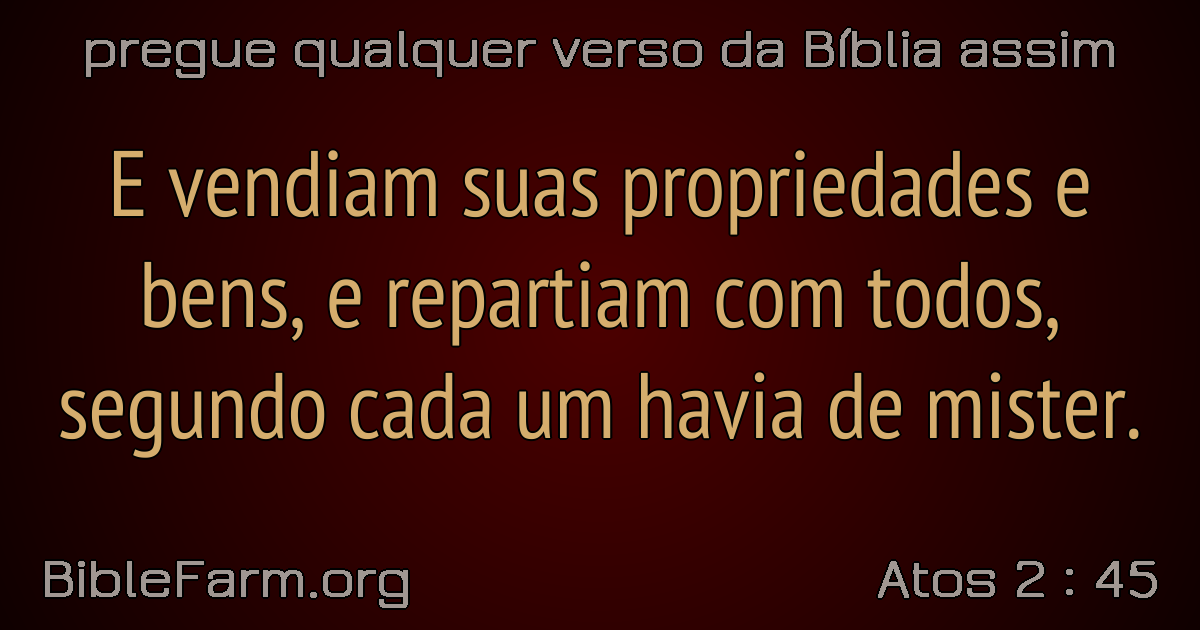 pregue qualquer verso da Bíblia assim
E vendiam suas propriedades e
bens, e repartiam com todos,
segundo cada um havia de mister.
BibleFarm.org
Atos 2 : 45